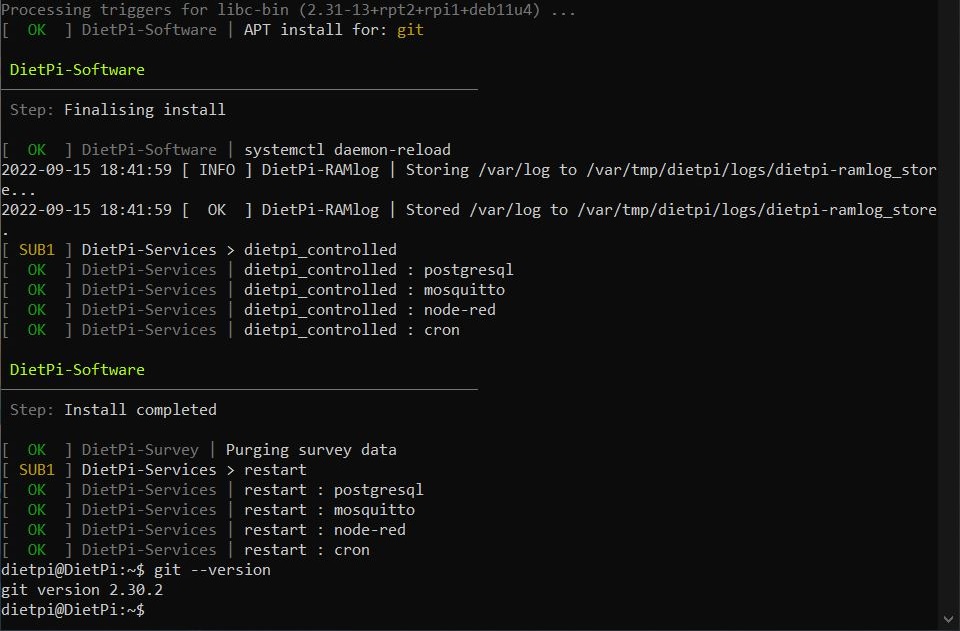 Processing triggers for libc-bin (2.31-13+rpt2+rpi1+deb11u4) ...
[  OK  ] DietPi-Software | APT install for: git
DietPi-Software
Step: Finalising install
[  OK  ] DietPi-Software | systemctl daemon-reload
2022-09-15 18:41:59 [ INFO ] DietPi-RAMlog | Storing /var/log to /var/tmp/dietpi/logs/dietpi-ramlog_stor
e...
2022-09-15 18:41:59 [  OK  ] DietPi-RAMlog | Stored /var/log to /var/tmp/dietpi/logs/dietpi-ramlog_store
.
[ SUB1 ] DietPi-Services > dietpi_controlled
[  OK  ] DietPi-Services | dietpi_controlled : postgresql
[  OK  ] DietPi-Services | dietpi_controlled : mosquitto
[  OK  ] DietPi-Services | dietpi_controlled : node-red
[  OK  ] DietPi-Services | dietpi_controlled : cron
DietPi-Software
Step: Install completed
[  OK  ] DietPi-Survey | Purging survey data
[ SUB1 ] DietPi-Services > restart
[  OK  ] DietPi-Services | restart : postgresql
[  OK  ] DietPi-Services | restart : mosquitto
[  OK  ] DietPi-Services | restart : node-red
[  OK  ] DietPi-Services | restart : cron
dietpi@DietPi:~$ git --version
git version 2.30.2
dietpi@DietPi:~$